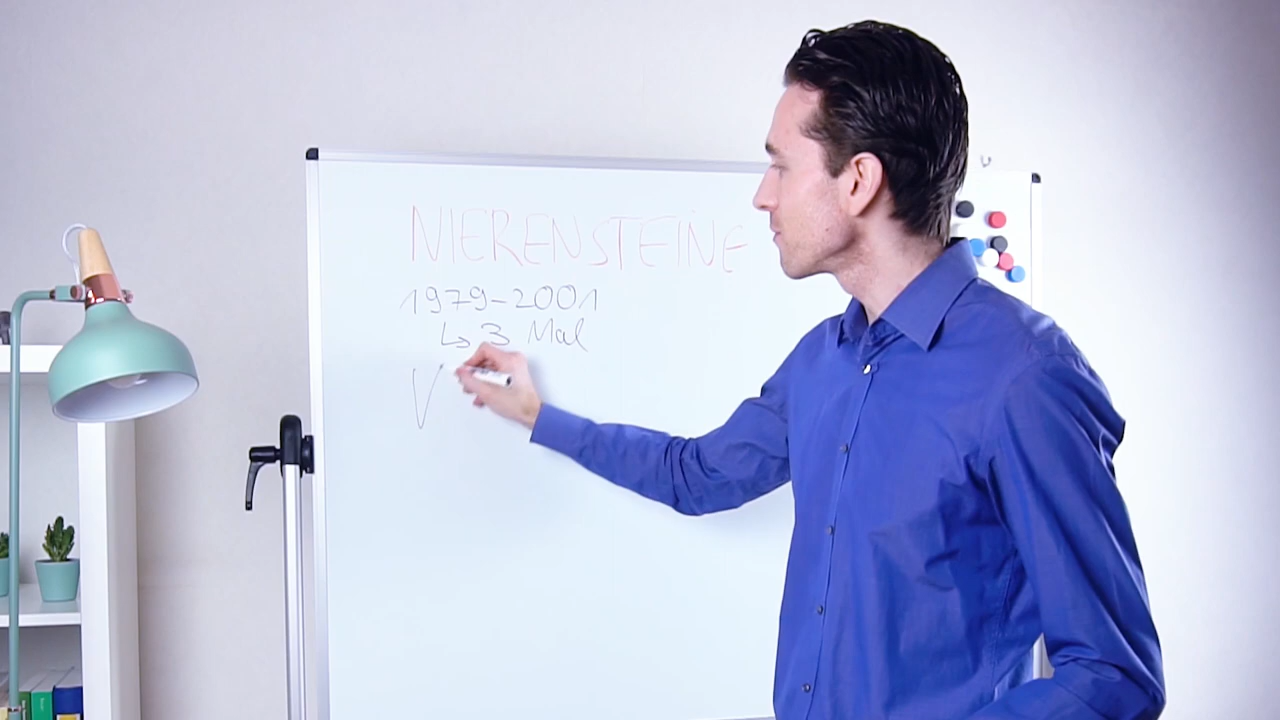 NIERENSTEINE
1979-2001
↳ 3 Mal
V